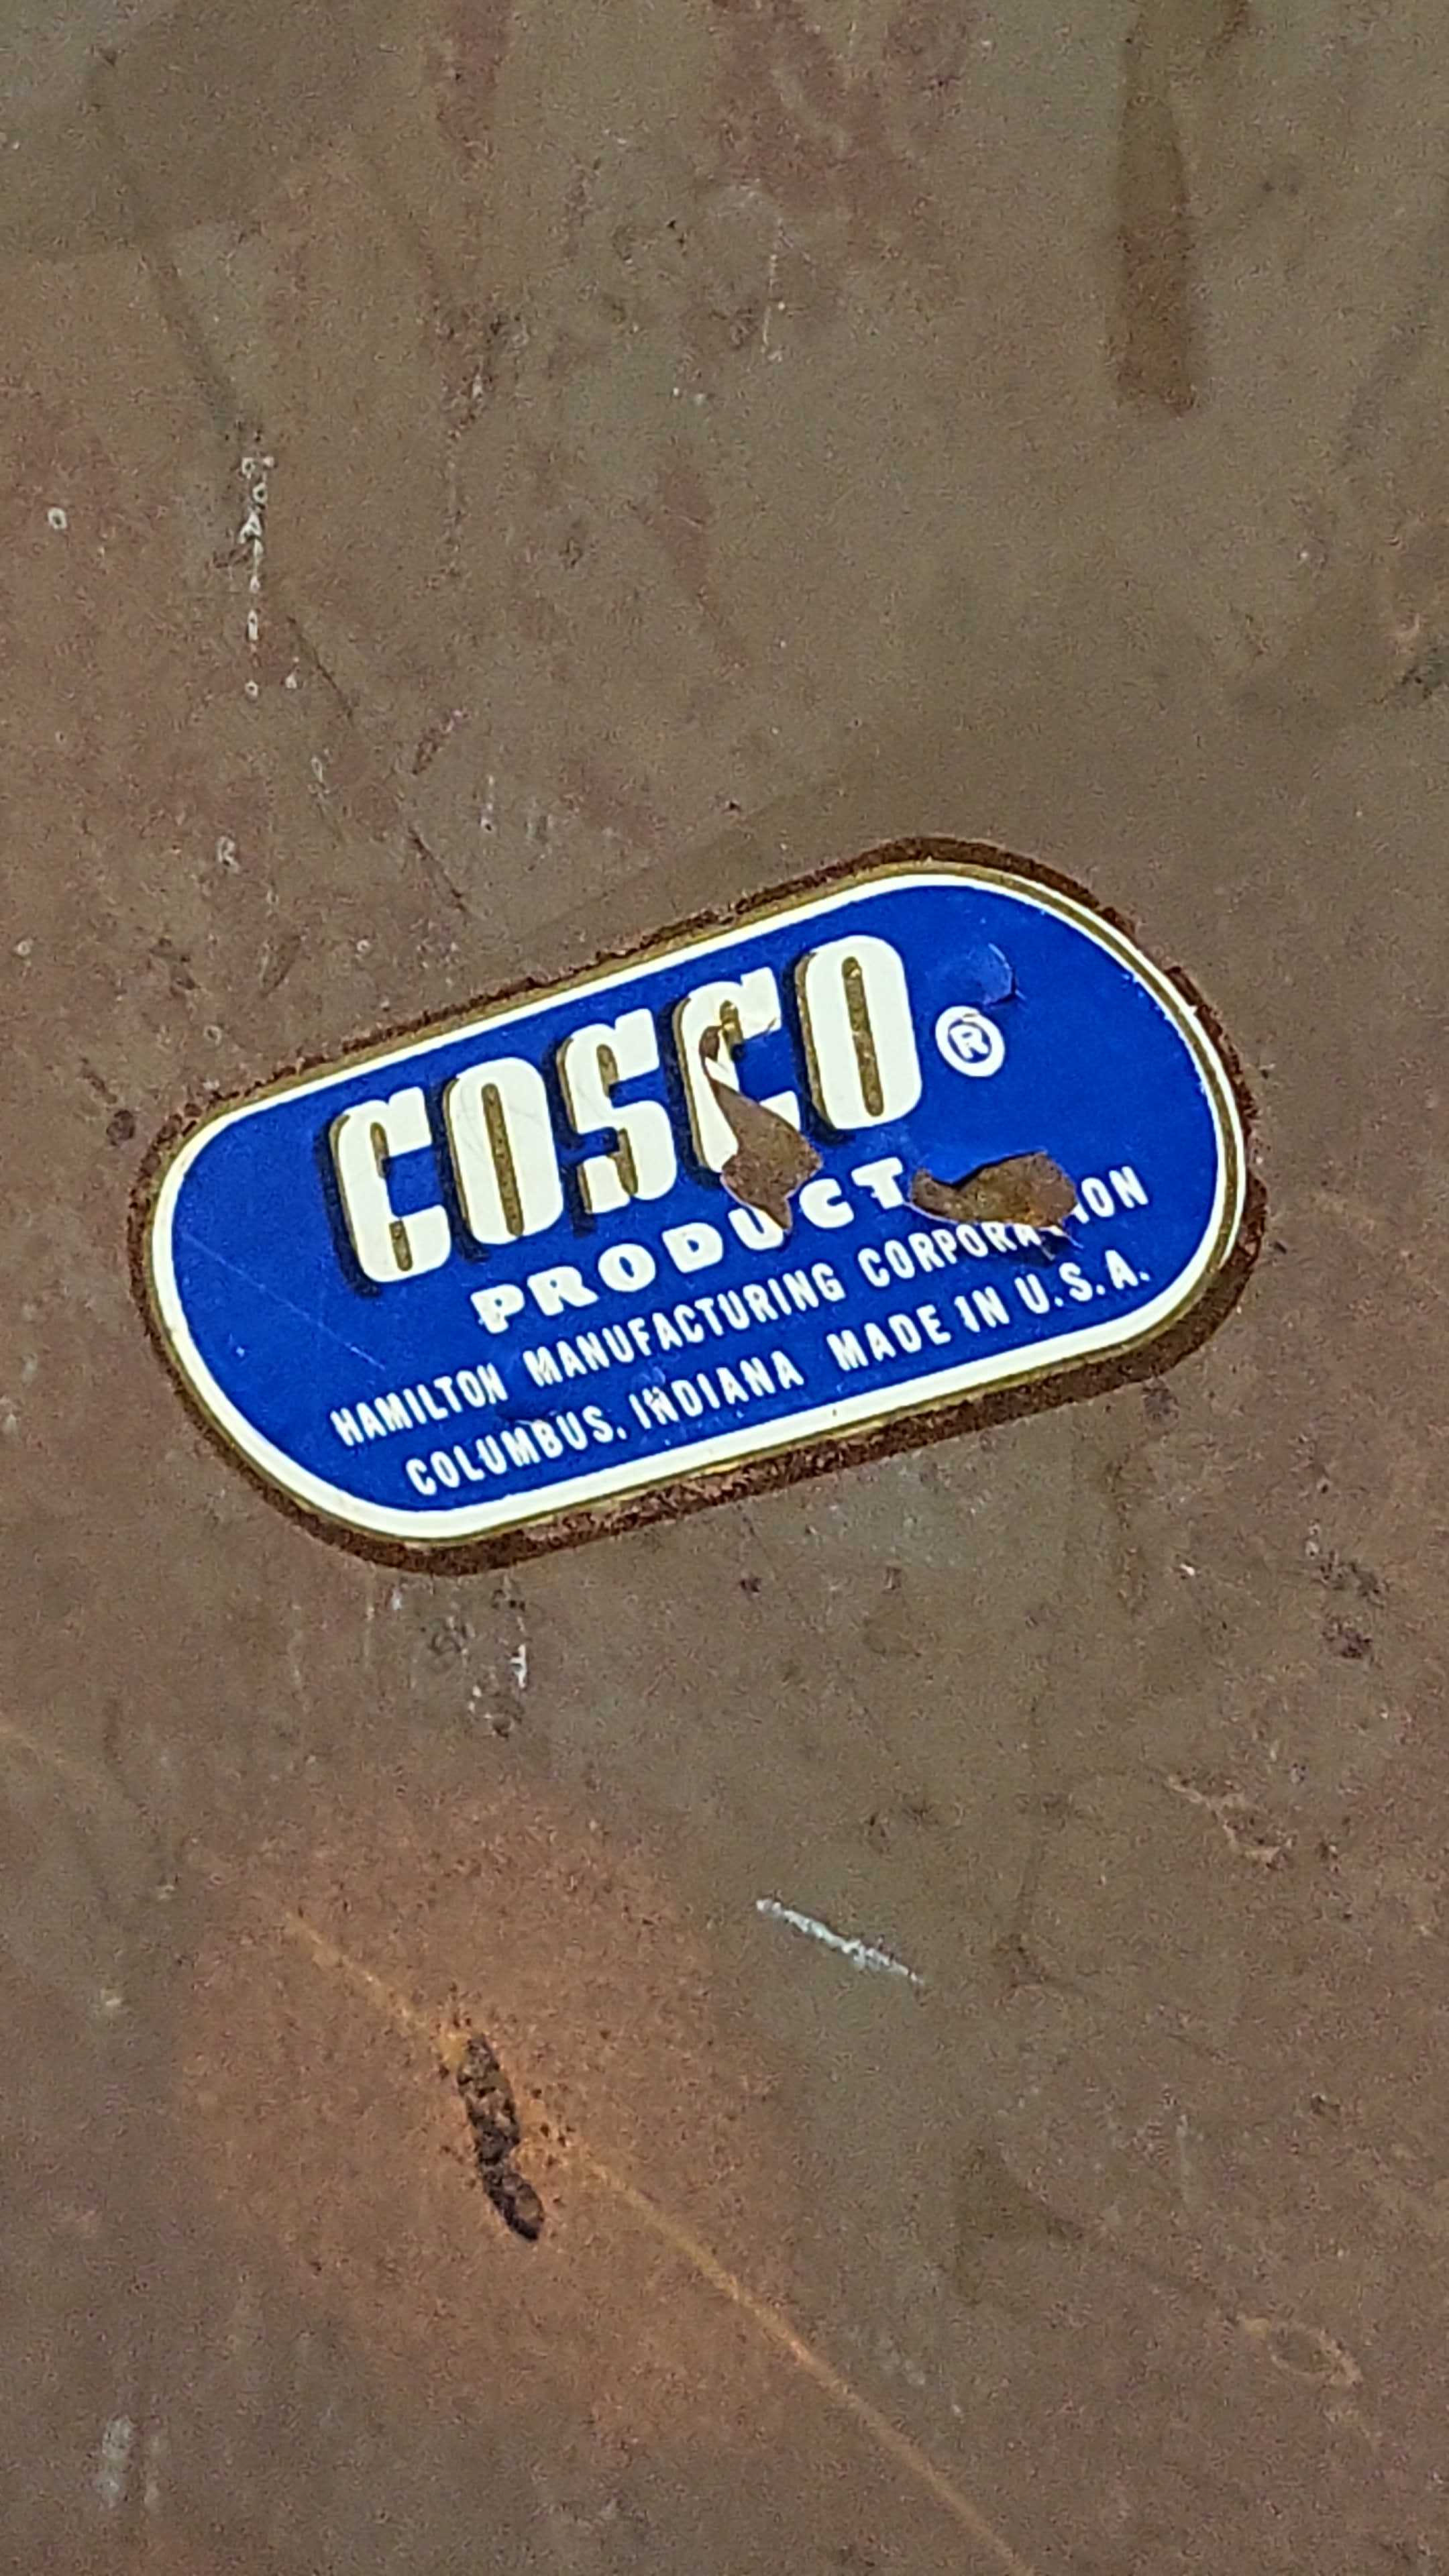 COSCO ®
PRODUCT
HAMILTON MANUFACTURING CORPORATION
COLUMBUS, INDIANA MADE IN U.S.A.